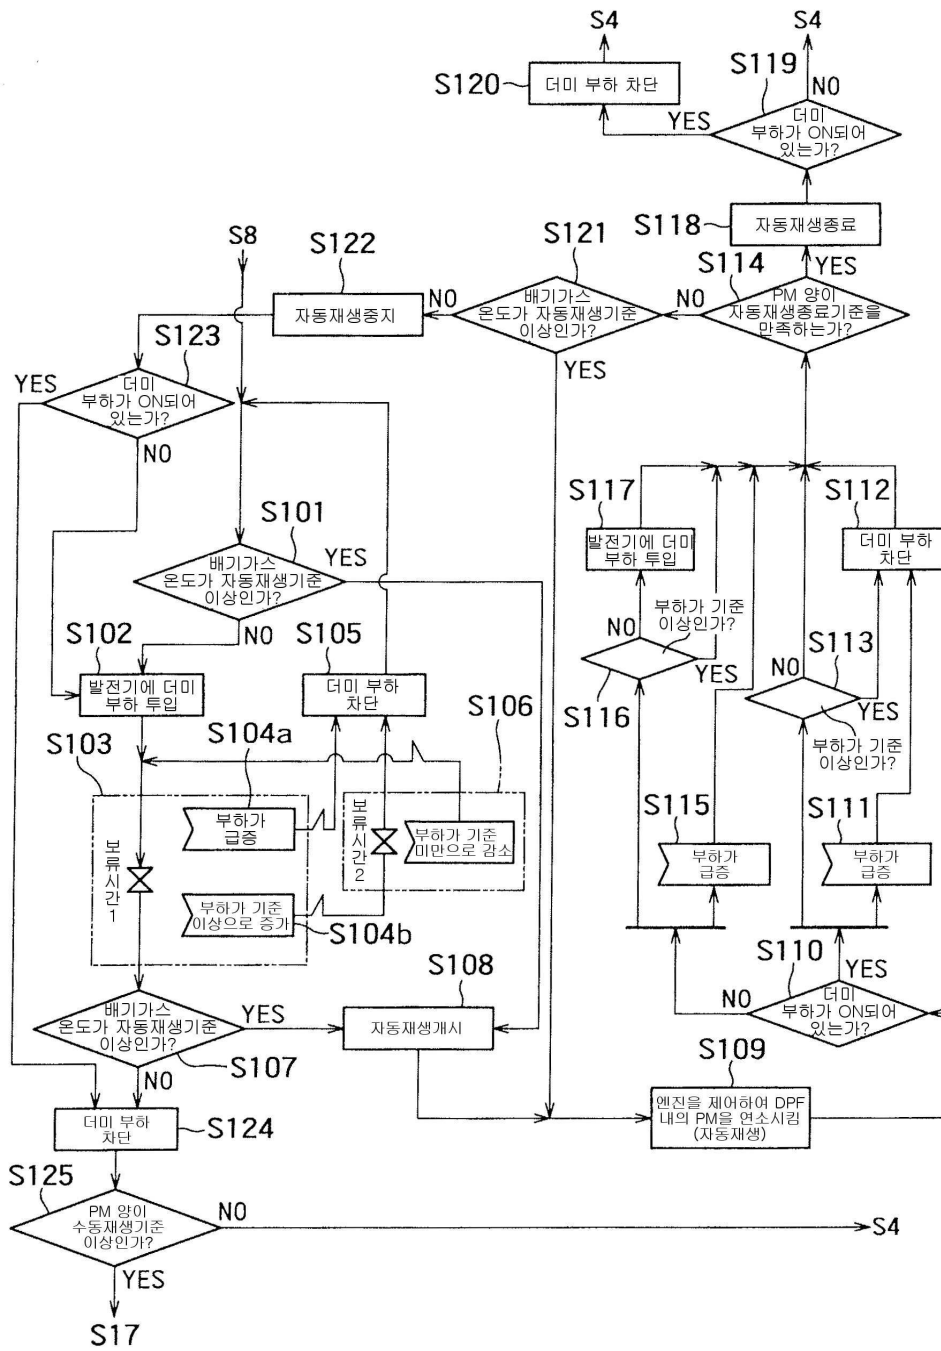 S4
S4
S119
S120
더미 부하 차단
NO
YES
더미
부하가 ON되어
있는가?
S118
자동재생종료
S8
S122
S121
S114
YES
NO
NO
자동재생중지
배기가스
온도가 자동재생기준
이상인가?
PM 양이
자동재생종료기준을
만족하는가?
S123
YES
YES
더미
부하가 ON되어
있는가?
NO
S101
S117
S112
배기가스
온도가 자동재생기준
이상인가?
YES
발전기에 더미
부하 투입
더미 부하
차단
NO
S102
S105
부하가 기준
이상인가?
NO
YES
S116
S113
NO
YES
부하가 기준
이상인가?
발전기에 더미
부하 투입
더미 부하
차단
S106
S103
S104a
부하가
급증
보류시간1
보류시간2
부하가 기준
미만으로 감소
S115
S111
부하가
급증
부하가
급증
부하가 기준
이상으로 증가
S104b
S108
S110
YES
NO
더미
부하가 ON되어
있는가?
배기가스
온도가 자동재생기준
이상인가?
YES
자동재생개시
S107
NO
S109
엔진을 제어하여 DPF
내의 PM을 연소시킴
(자동재생)
더미 부하
차단
S124
S125
PM 양이
수동재생기준
이상인가?
NO
S4
YES
S17